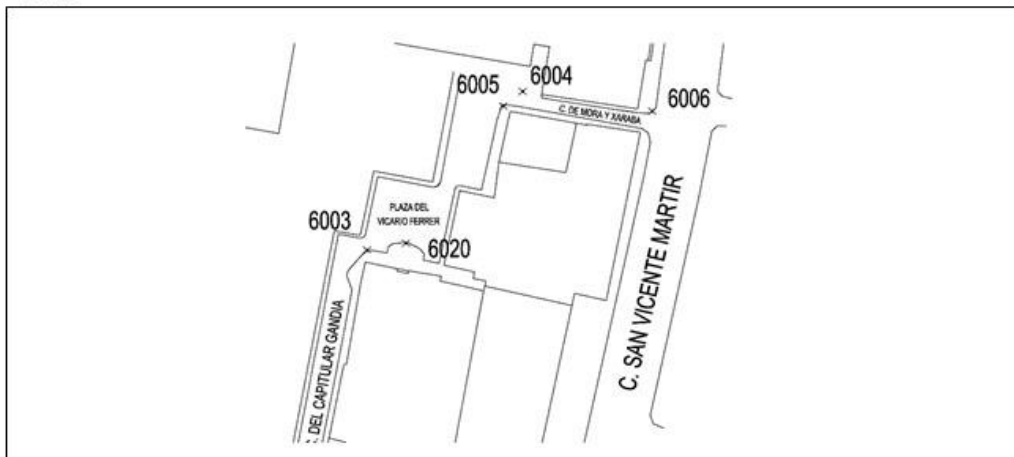 6004
6005
6006
C. DE MORA Y XARABA
PLAZA DEL
VICARIO FERRER
6003
6020
C. SAN VICENTE MARTIR
DEL CAPITULAR GANDIA